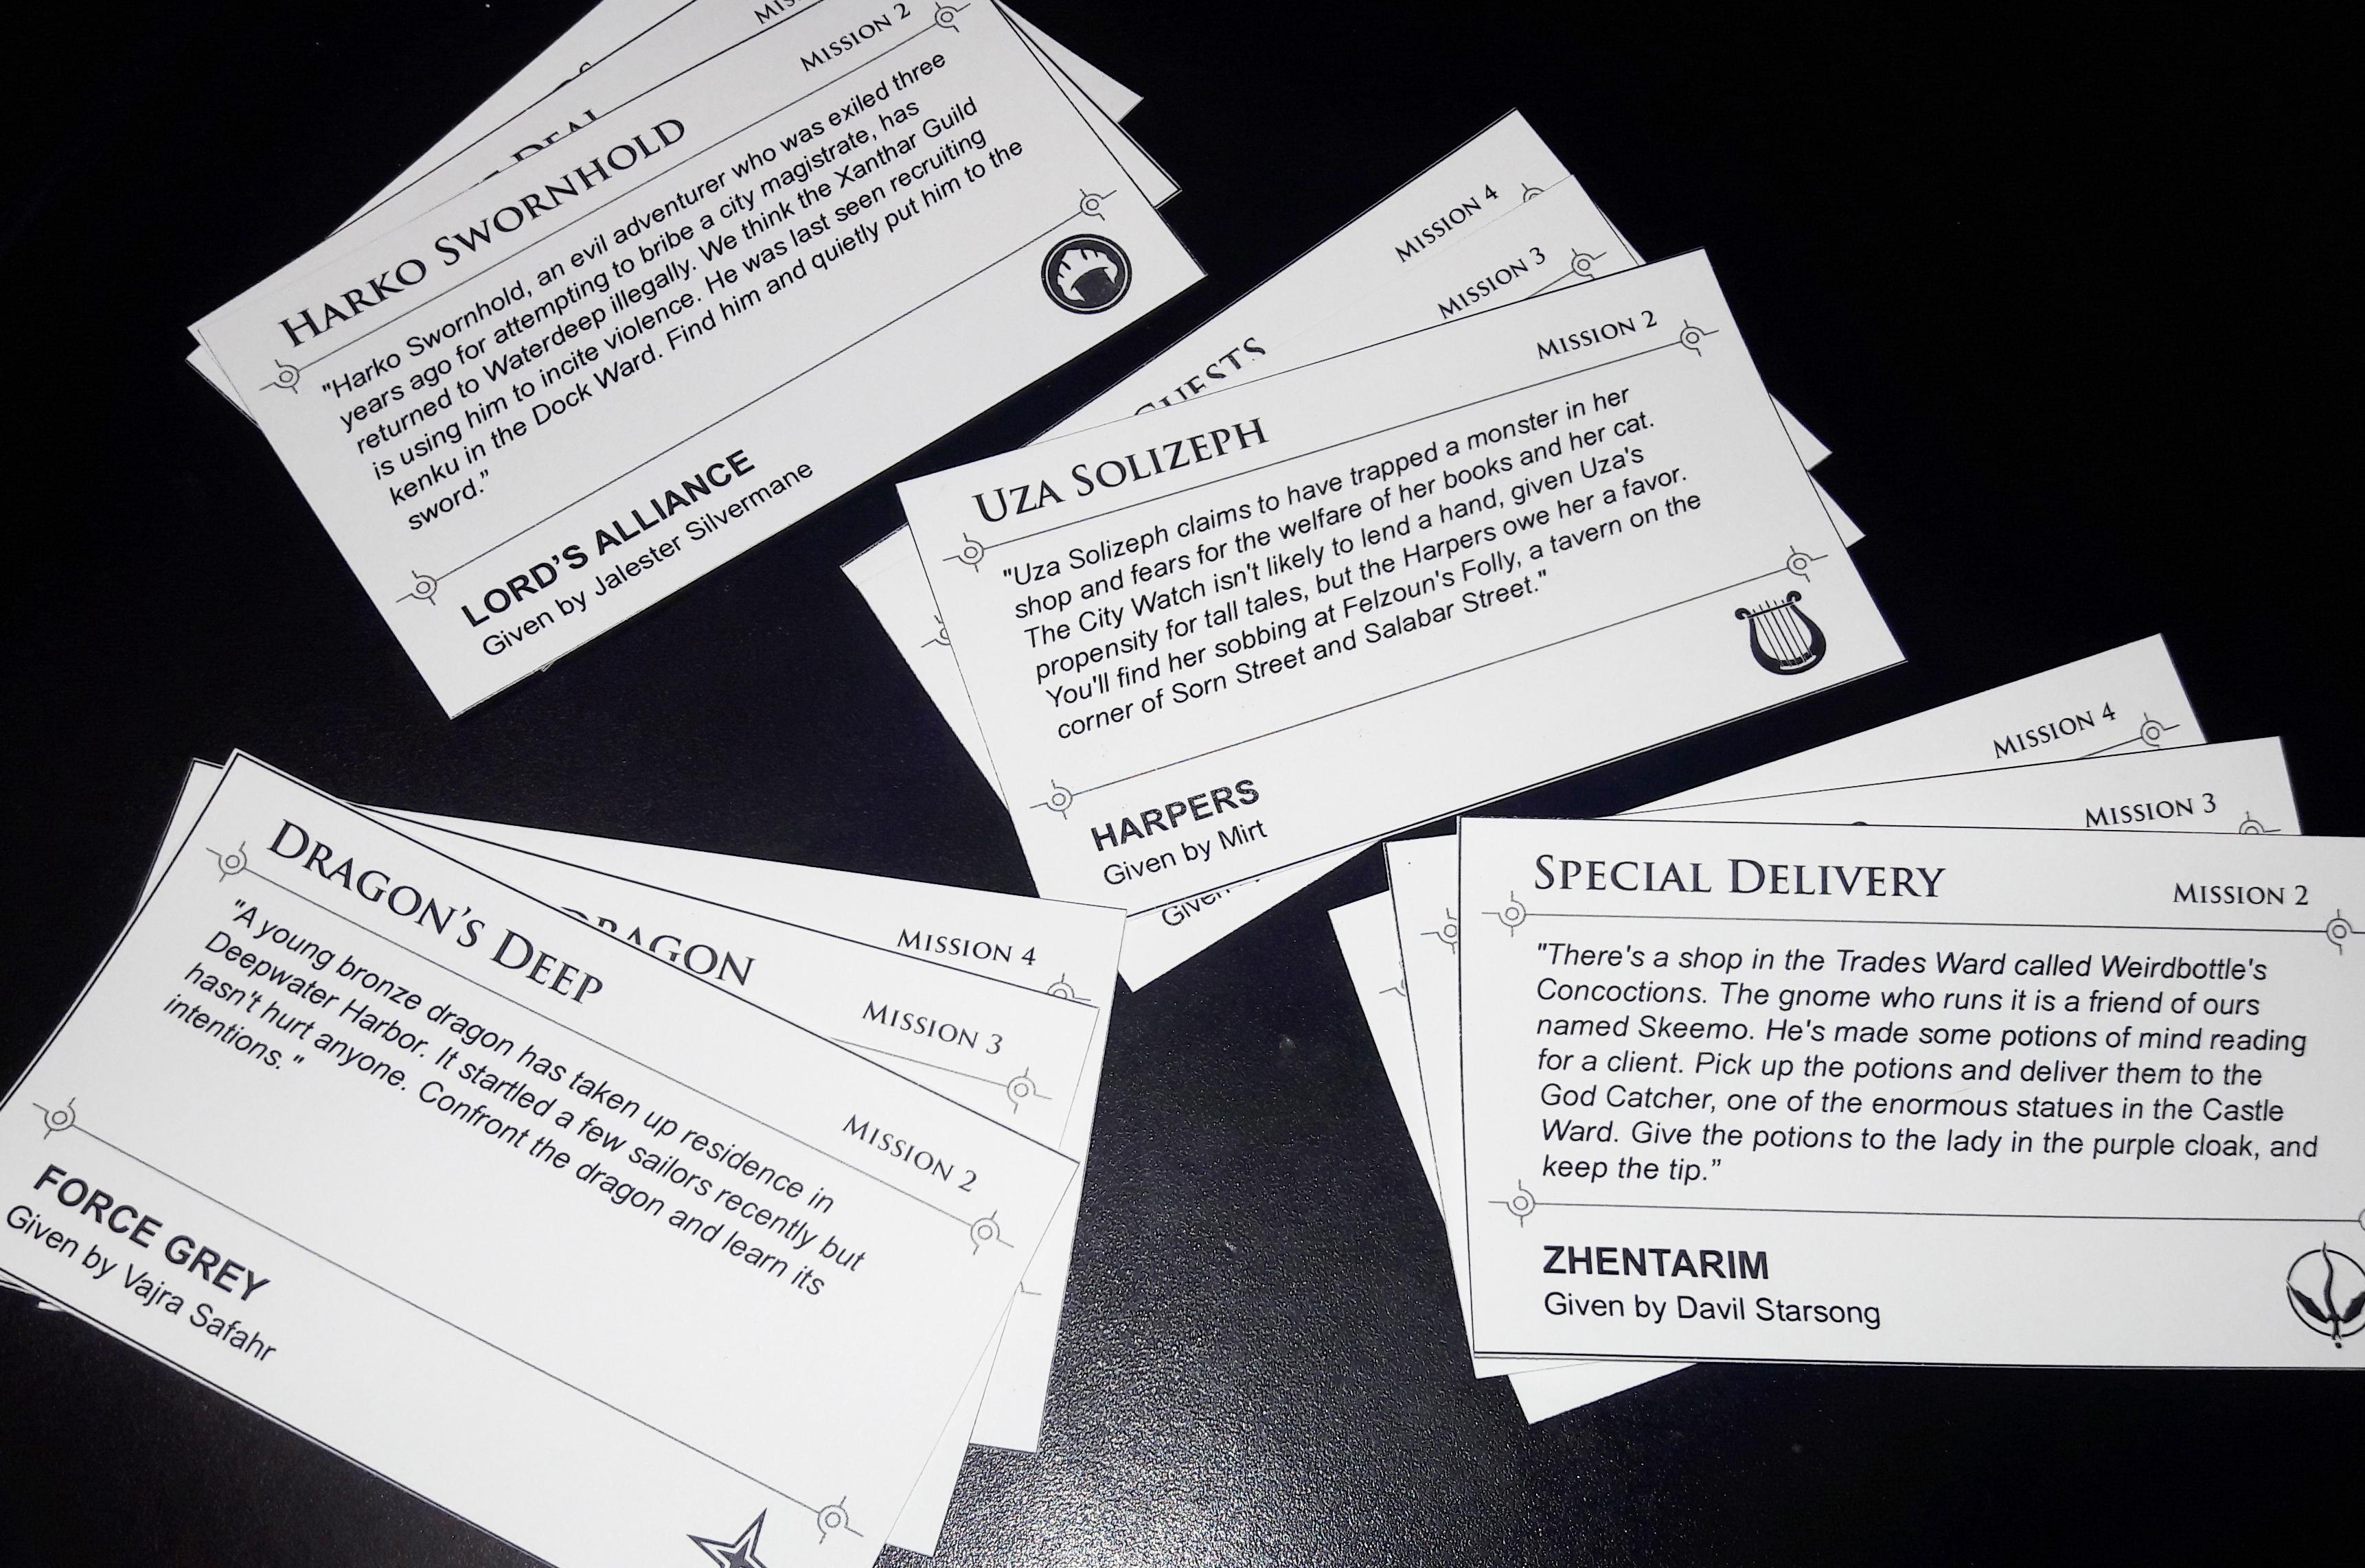 MISSION 2
HARKO SWORNHOLD
"Harko Swornhold, an evil adventurer who was exiled three
years ago for attempting to bribe a city magistrate, has
returned to Waterdeep illegally. We think the Xanthar Guild
is using him to incite violence. He was last seen recruiting
kenku in the Dock Ward. Find him and quietly put him to the
sword."
LORD'S ALLIANCE
Given by Jalester Silvermane
MISSION 4
MISSION 3
GUESTS
MISSION 2
UZA SOLIZEPH
"Uza Solizeph claims to have trapped a monster in her
shop and fears for the welfare of her books and her cat.
The City Watch isn't likely to lend a hand, given Uza's
propensity for tall tales, but the Harpers owe her a favor.
You'll find her sobbing at Felzoun's Folly, a tavern on the
corner of Sorn Street and Salabar Street."
HARPERS
Given by Mirt
Given
MISSION 4
DRAGON
MISSION 3
DRAGON'S DEEP
MISSION 2
"A young bronze dragon has taken up residence in
Deepwater Harbor. It startled a few sailors recently but
hasn't hurt anyone. Confront the dragon and learn its
intentions. "
FORCE GREY
Given by Vajra Safahr
MISSION 4
MISSION 3
SPECIAL DELIVERY
MISSION 2
"There's a shop in the Trades Ward called Weirdbottle's
Concoctions. The gnome who runs it is a friend of ours
named Skeemo. He's made some potions of mind reading
for a client. Pick up the potions and deliver them to the
God Catcher, one of the enormous statues in the Castle
Ward. Give the potions to the lady in the purple cloak, and
keep the tip."
ZHENTARIM
Given by Davil Starsong